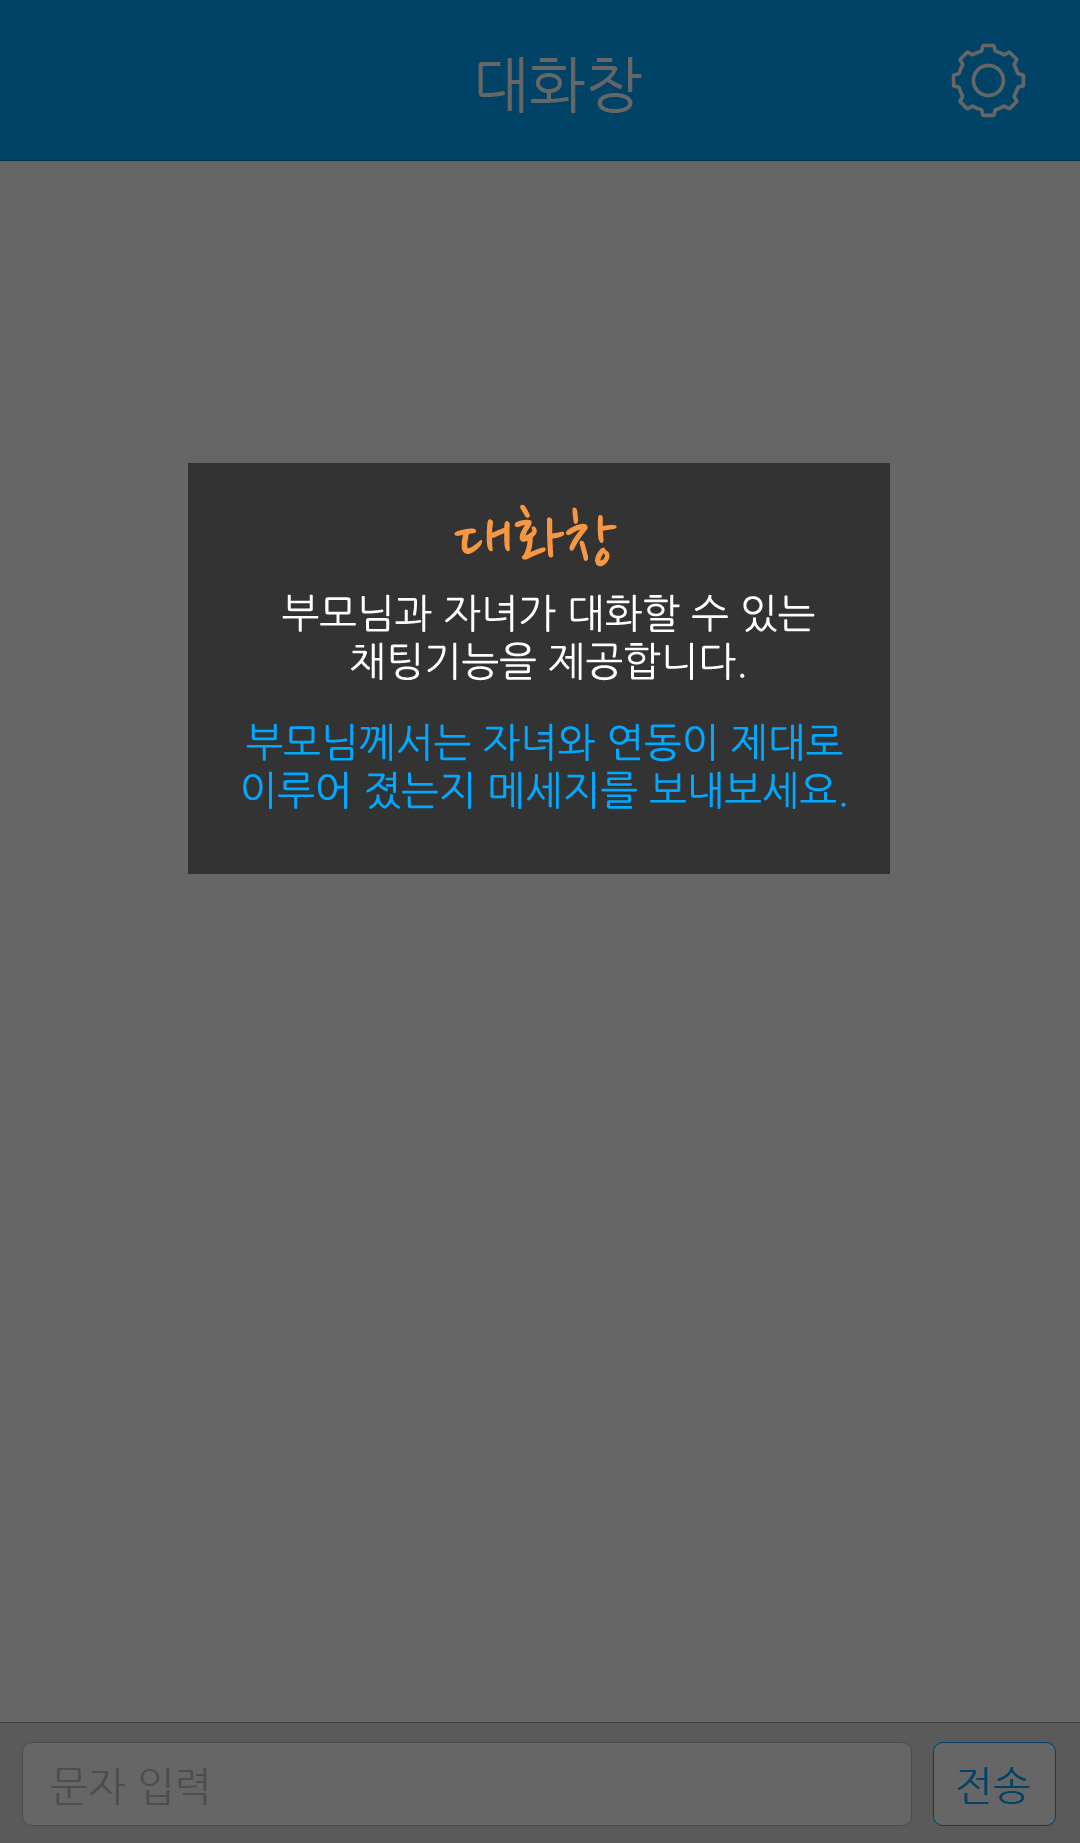 대화창
대화창
부모님과 자녀가 대화할 수 있는
채팅기능을 제공합니다.
부모님께서는 자녀와 연동이 제대로
이루어 졌는지 메세지를 보내보세요.
문자 입력
전송